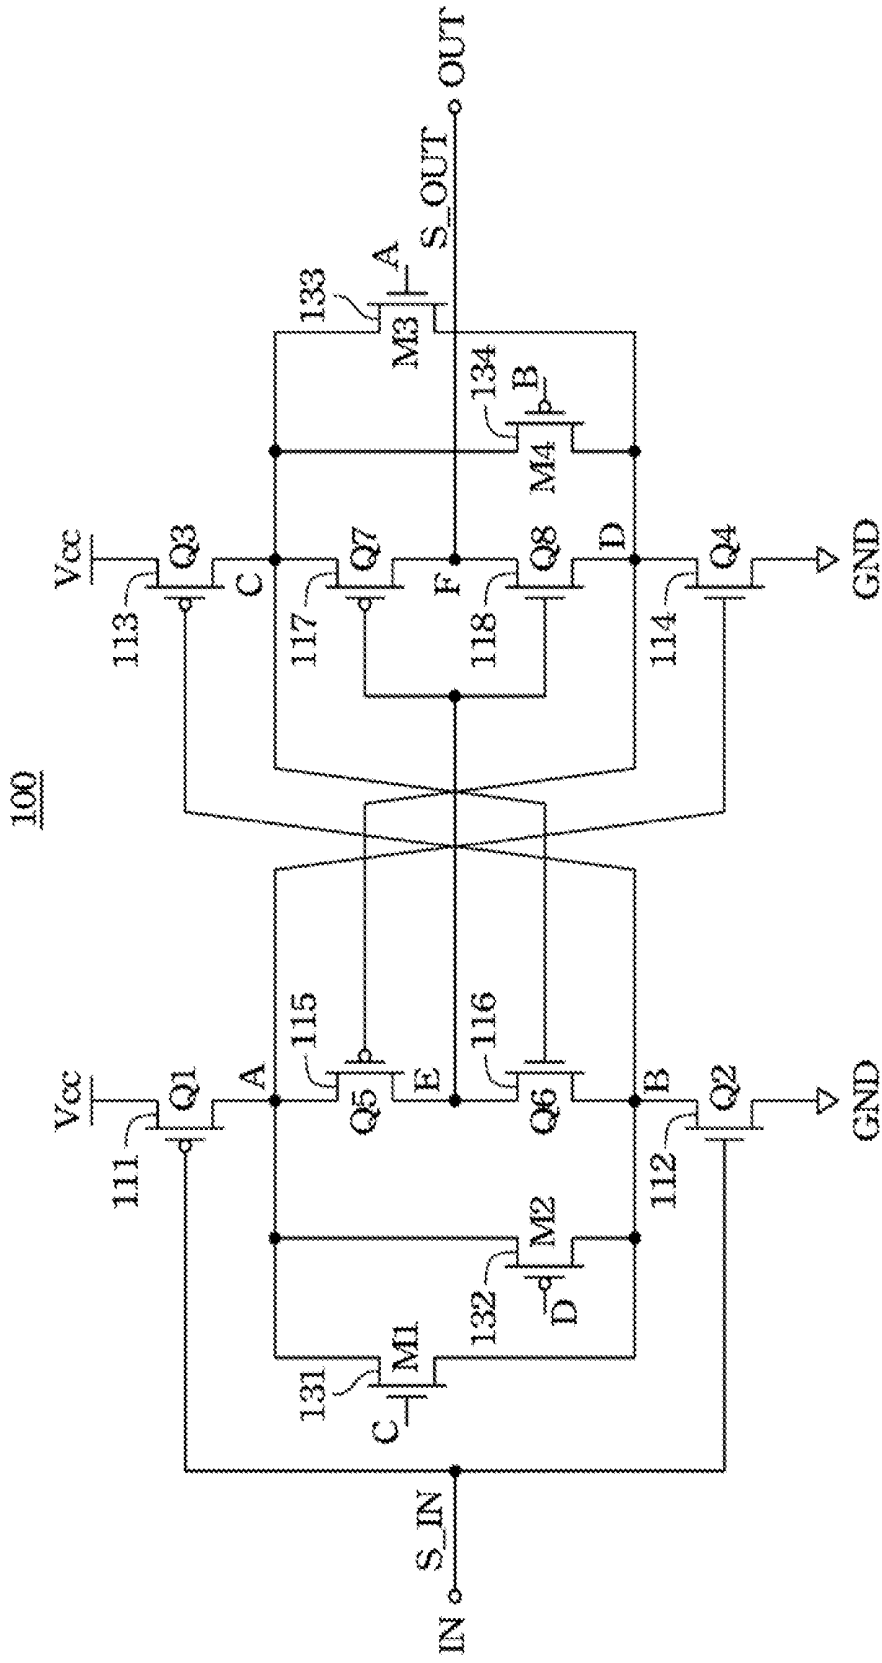 100
Vcc
Vcc
111
Q1
113
Q3
A
C
131
M1
C
115
Q5
117
Q7
133
M3
A
IN
S_IN
E
F
S_OUT
OUT
132
M2
D
116
Q6
118
Q8
134
M4
B
B
D
112
Q2
114
Q4
GND
GND